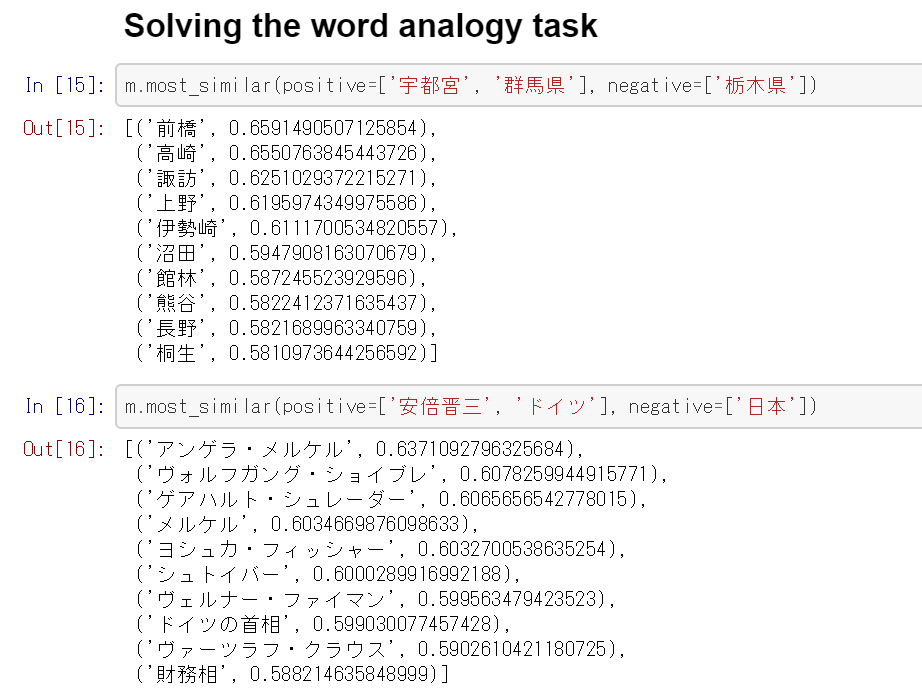 Solving the word analogy task
In [15]: m.most_similar(positive=['宇都宮', '群馬県'], negative=['栃木県'])
Out[15]: [('前橋', 0.6591490507125854),
('高崎', 0.6550763845443726),
('諏訪', 0.6251029372215271),
('上野', 0.6195974349975586),
('伊勢崎', 0.6111700534820557),
('沼田', 0.5947908163070679),
('館林', 0.587245523929596),
('熊谷', 0.5822412371635437),
('長野', 0.5821689963340759),
('桐生', 0.5810973644256592)]
In [16]: m.most_similar(positive=['安倍晋三', 'ドイツ'], negative=['日本'])
Out[16]: [('アンゲラ・メルケル', 0.6371092796325684),
('ヴォルフガング・ショイブレ', 0.6078259944915771),
('ゲアハルト・シュレーダー', 0.6065656542778015),
('メルケル', 0.6034669876098633),
('ヨシュカ・フィッシャー', 0.6032700538635254),
('シュトイバー', 0.6000289916992188),
('ヴェルナー・ファイマン', 0.599563479423523),
('ドイツの首相', 0.599030077457428),
('ヴァーツラフ・クラウス', 0.5902610421180725),
('財務相', 0.588214635848999)]